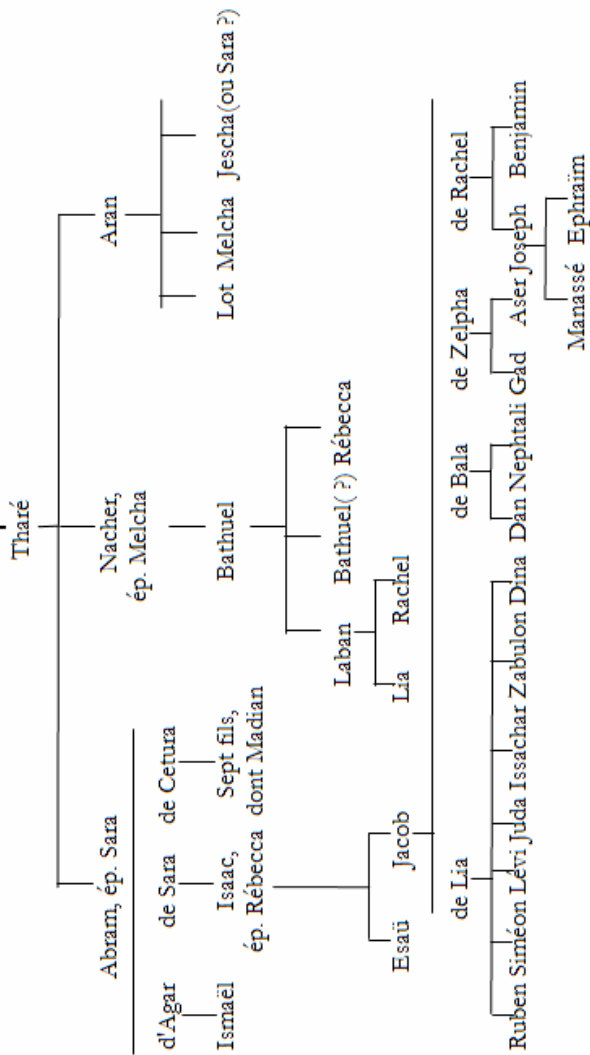 Tharé
Abram, ép. Sara
Nacher,
ép. Melcha
Aran
d'Agar
de Sara
de Cetura
Bathuel
Lot Melcha Jescha (ou Sara ?)
Ismaël
Isaac,
ép. Rébecca
Sept fils,
dont Madian
Laban
Bathuel( ?) Rébecca
Esaü
Jacob
Lia
Rachel
de Lia
de Bala
de Zelpha
de Rachel
Ruben Siméon Lévi Juda Issachar Zabulon Dina
Dan Nephtali Gad
Aser Joseph
Benjamin
Manassé Ephraïm